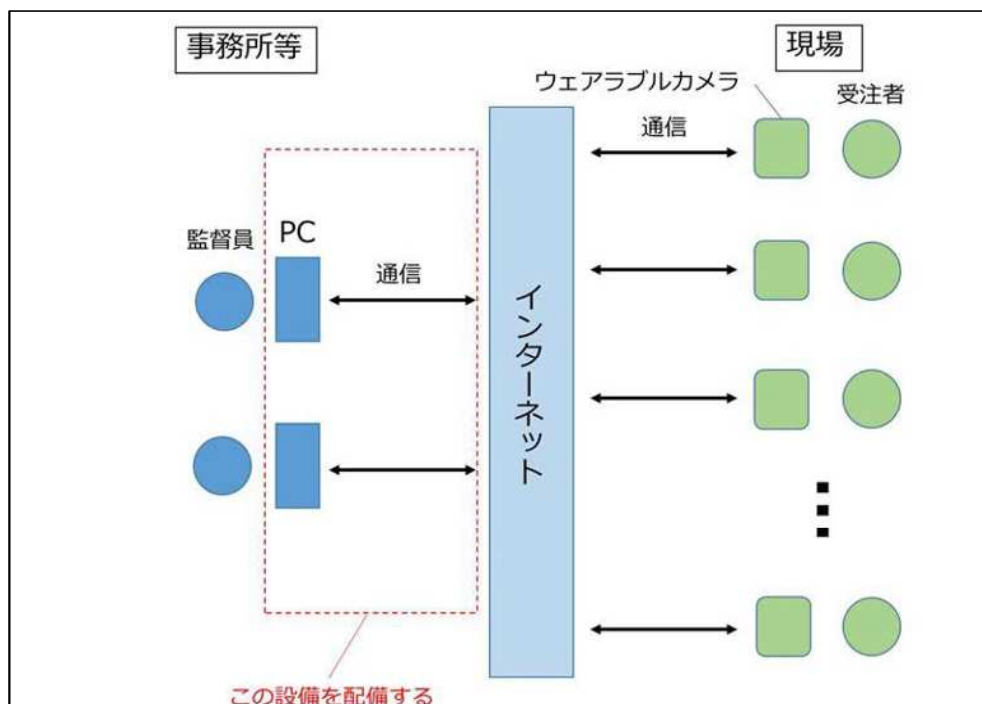 事務所等
現場
ウェアラブルカメラ
受注者
通信
監督員
PC
通信
インターネット
この設備を配備する